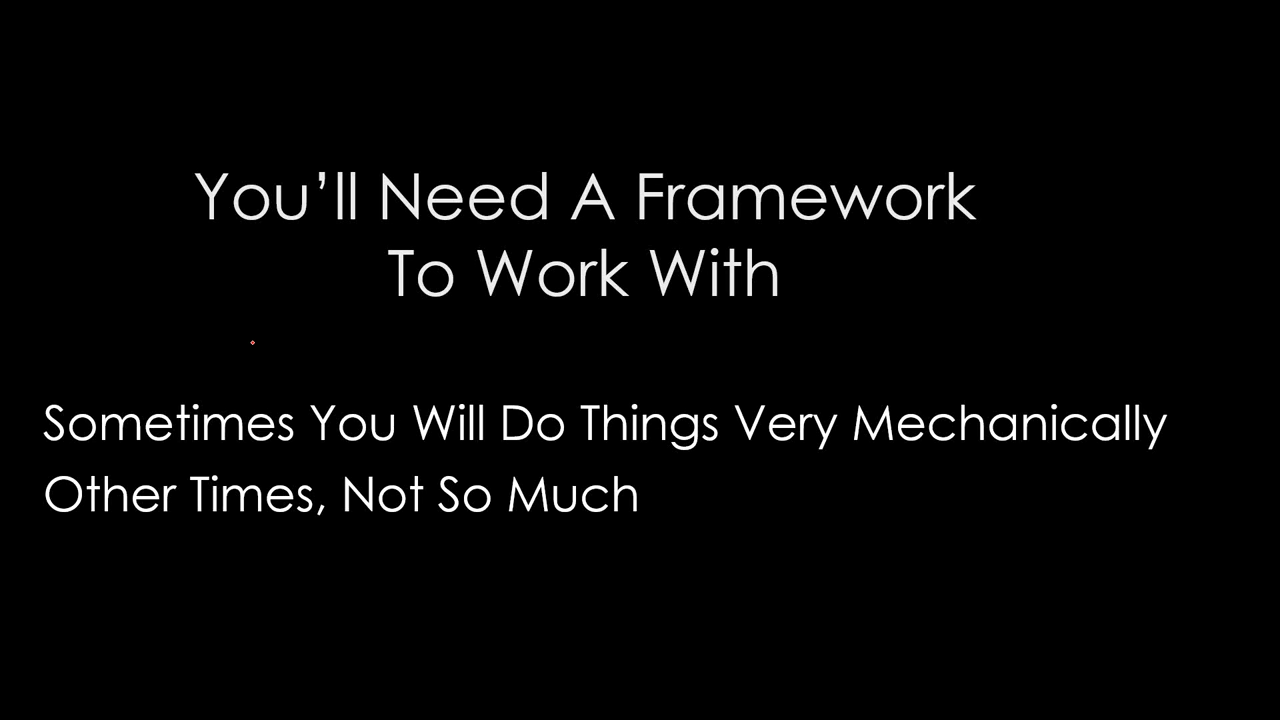 You’ll Need A Framework
To Work With
Sometimes You Will Do Things Very Mechanically
Other Times, Not So Much